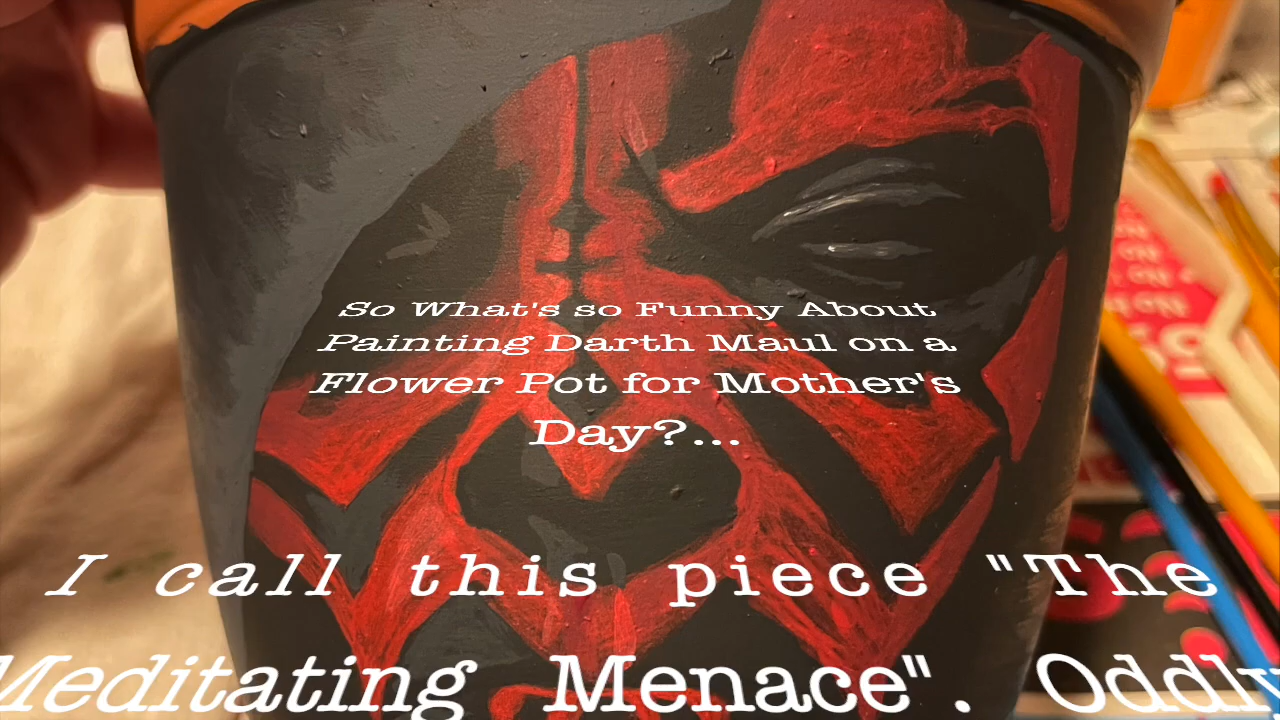 So What's so Funny About
Painting Darth Maul on a
Flower Pot for Mother's
Day?...
I call this piece "The
Meditating Menace". Oddly